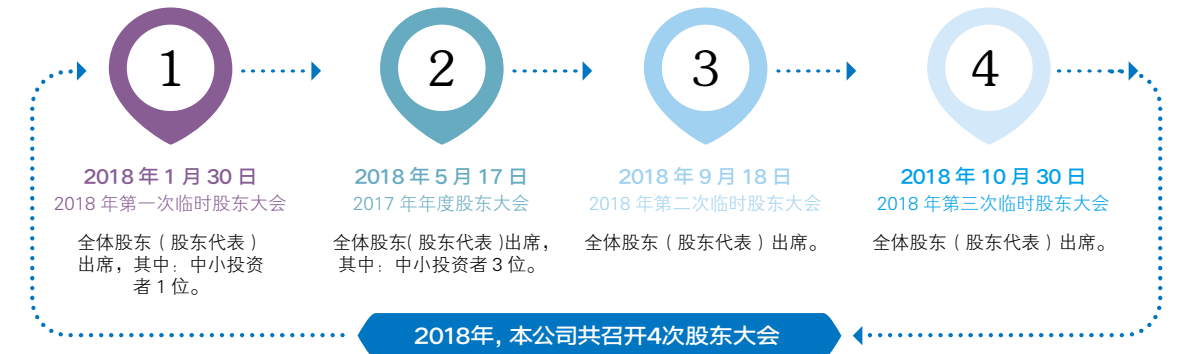 1
2
3
4
2018 年 1 月 30 日
2018 年第一次临时股东大会
全体股东（股东代表）
出席，其中：中小投资
者 1 位。
2018 年 5 月 17 日
2017 年年度股东大会
全体股东( 股东代表 )出席，
其中：中小投资者 3 位。
2018 年 9 月 18 日
2018 年第二次临时股东大会
全体股东（股东代表）出席。
2018 年 10 月 30 日
2018 年第三次临时股东大会
全体股东（股东代表）出席。
2018年, 本公司共召开4次股东大会